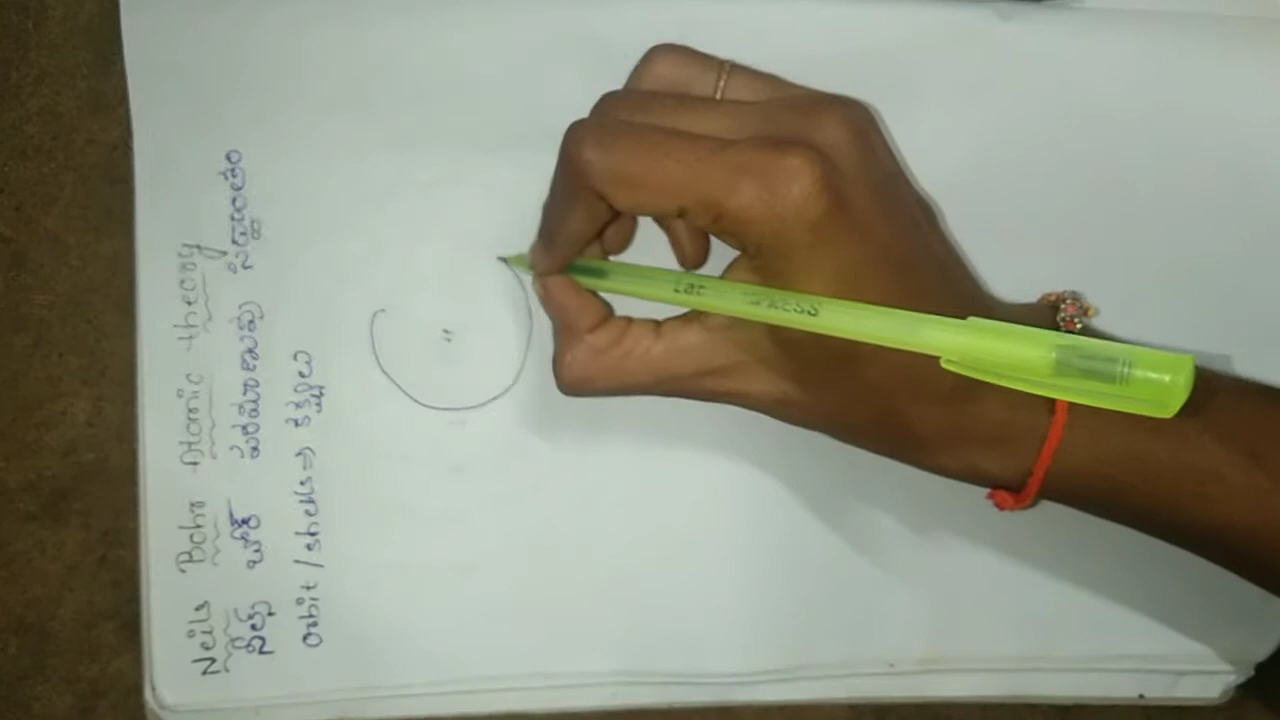 Neils Bohr Atomic theory
నీల్స్ బోర్ పరమాణువు సిద్ధాంతం
orbit / shells ⇒ కక్ష్యలు